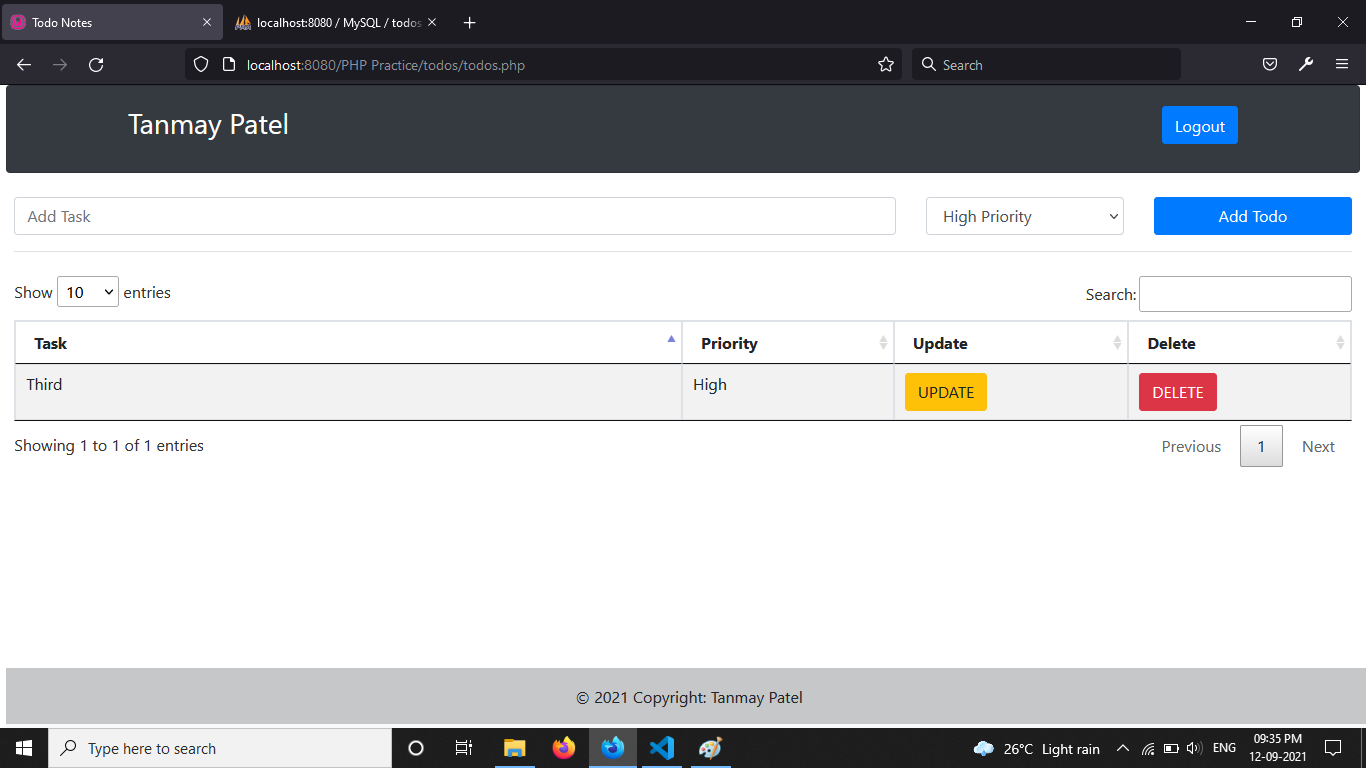 Todo Notes
localhost:8080 / MySQL / todos
localhost:8080/PHP Practice/todos/todos.php
Search
Tanmay Patel
Logout
Add Task
High Priority
Add Todo
Show 10 entries
Search:
Task Priority Update Delete
Third High UPDATE DELETE
Showing 1 to 1 of 1 entries
Previous 1 Next
© 2021 Copyright: Tanmay Patel
Type here to search
26°C Light rain
ENG
09:35 PM
12-09-2021